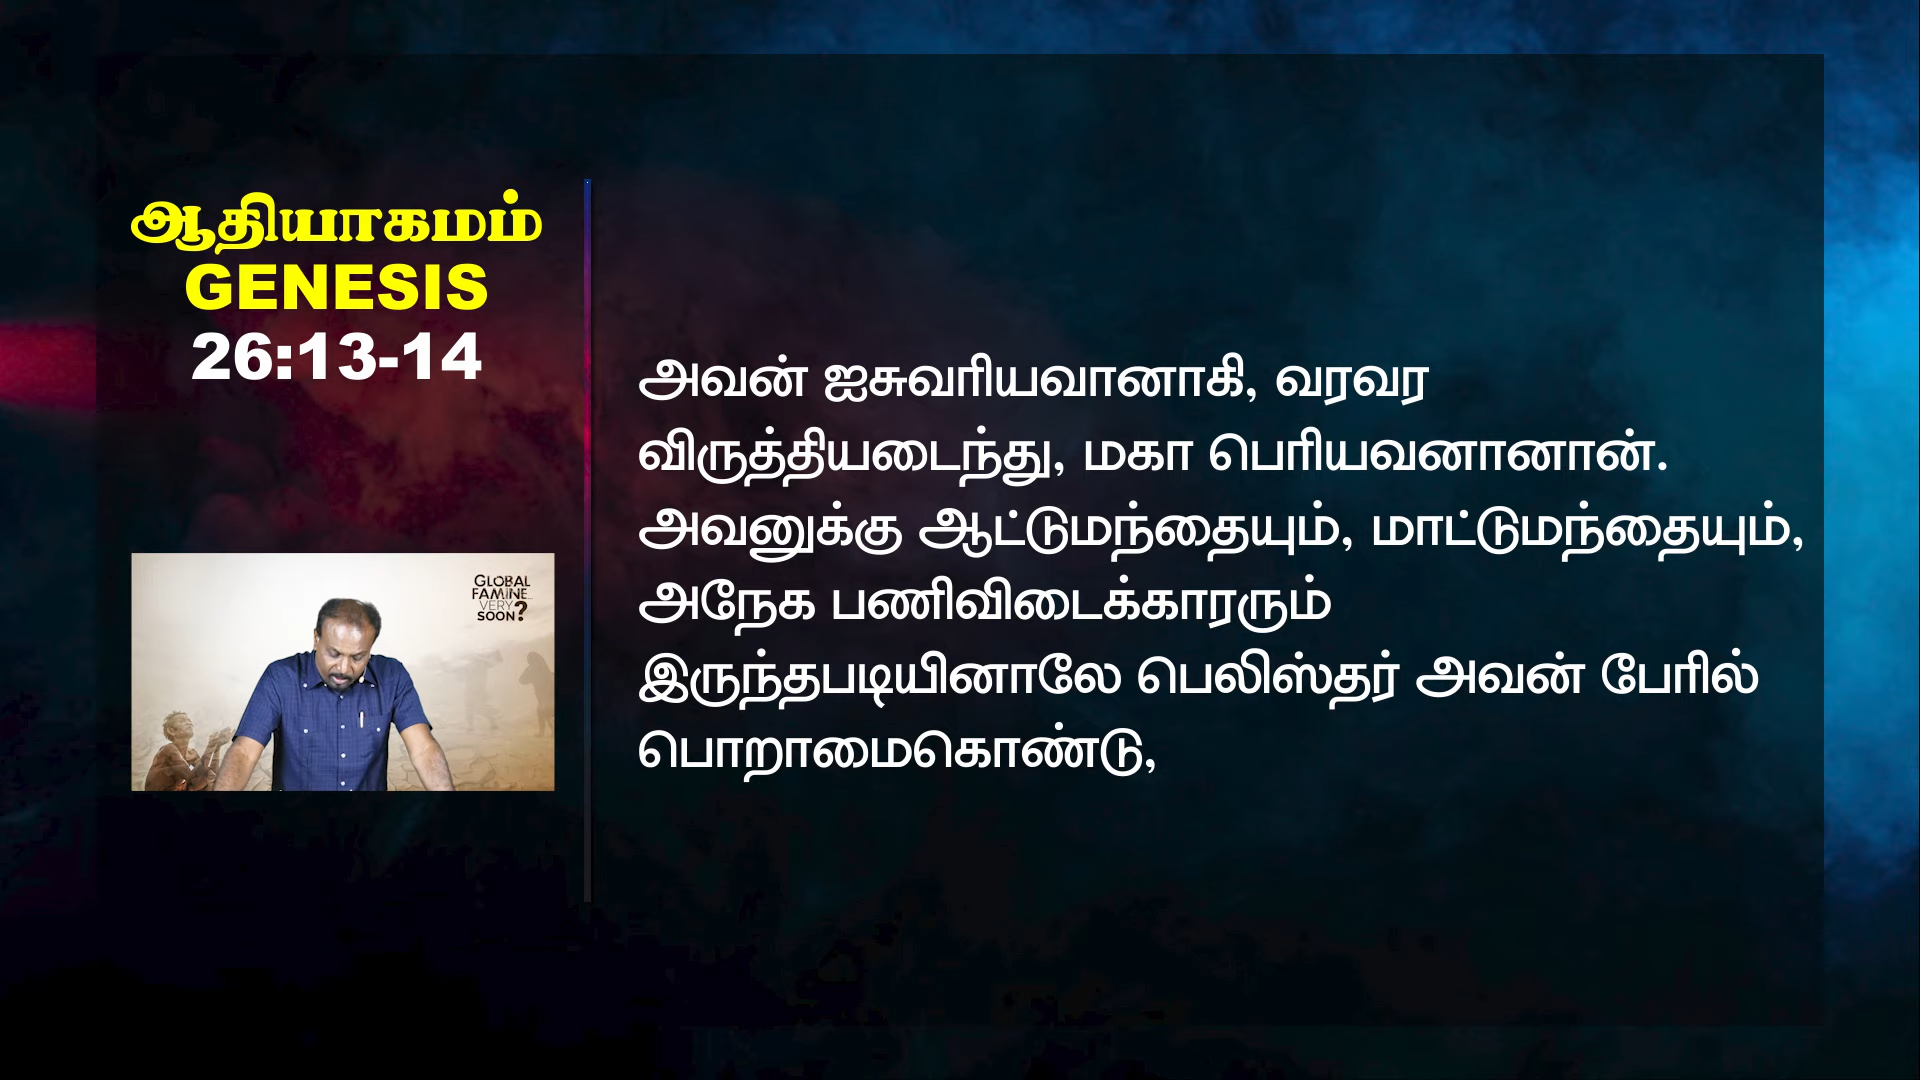 ஆதியாகமம்
GENESIS
26:13-14
அவன் ஐசுவரியவானாகி, வரவர
விருத்தியடைந்து, மகா பெரியவனானான்.
அவனுக்கு ஆட்டுமந்தையும், மாட்டுமந்தையும்,
அநேக பணிவிடைக்காரரும்
இருந்தபடியினாலே பெலிஸ்தர் அவன் பேரில்
பொறாமைகொண்டு,
GLOBAL
FAMINE
VERY
SOON?